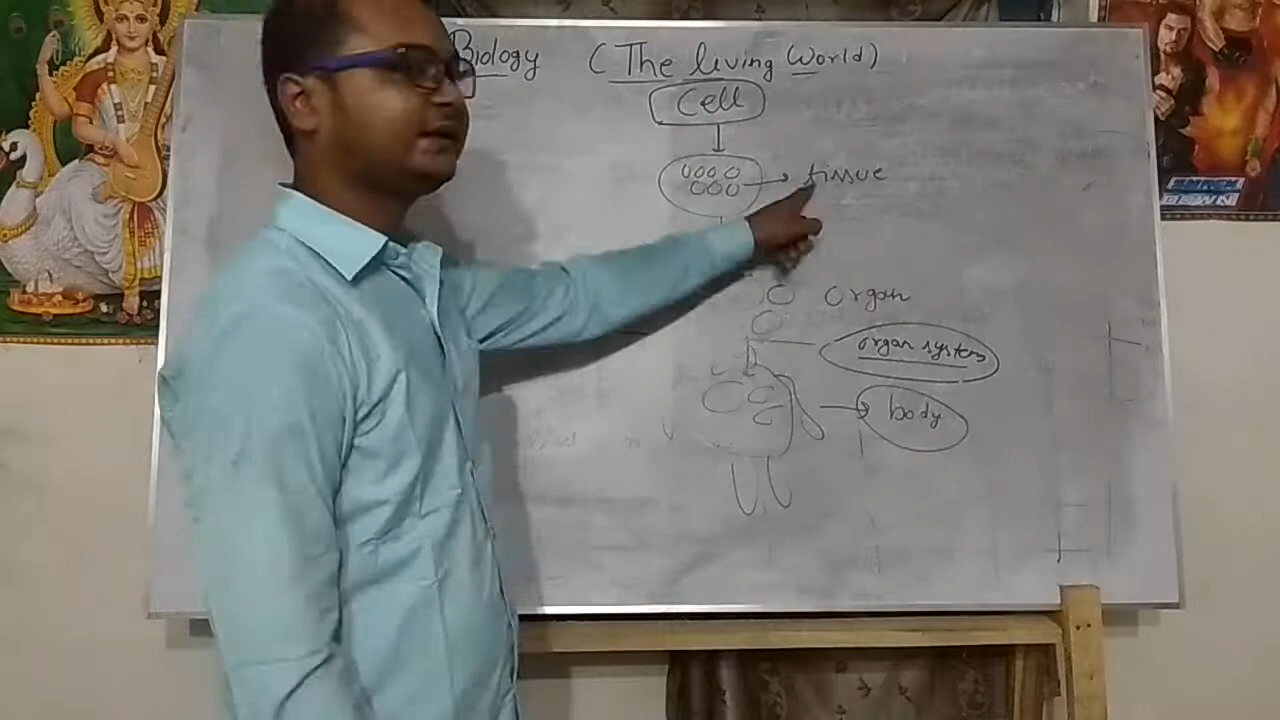 Biology (The living World)
Cell
tissue
organ
organ system
body